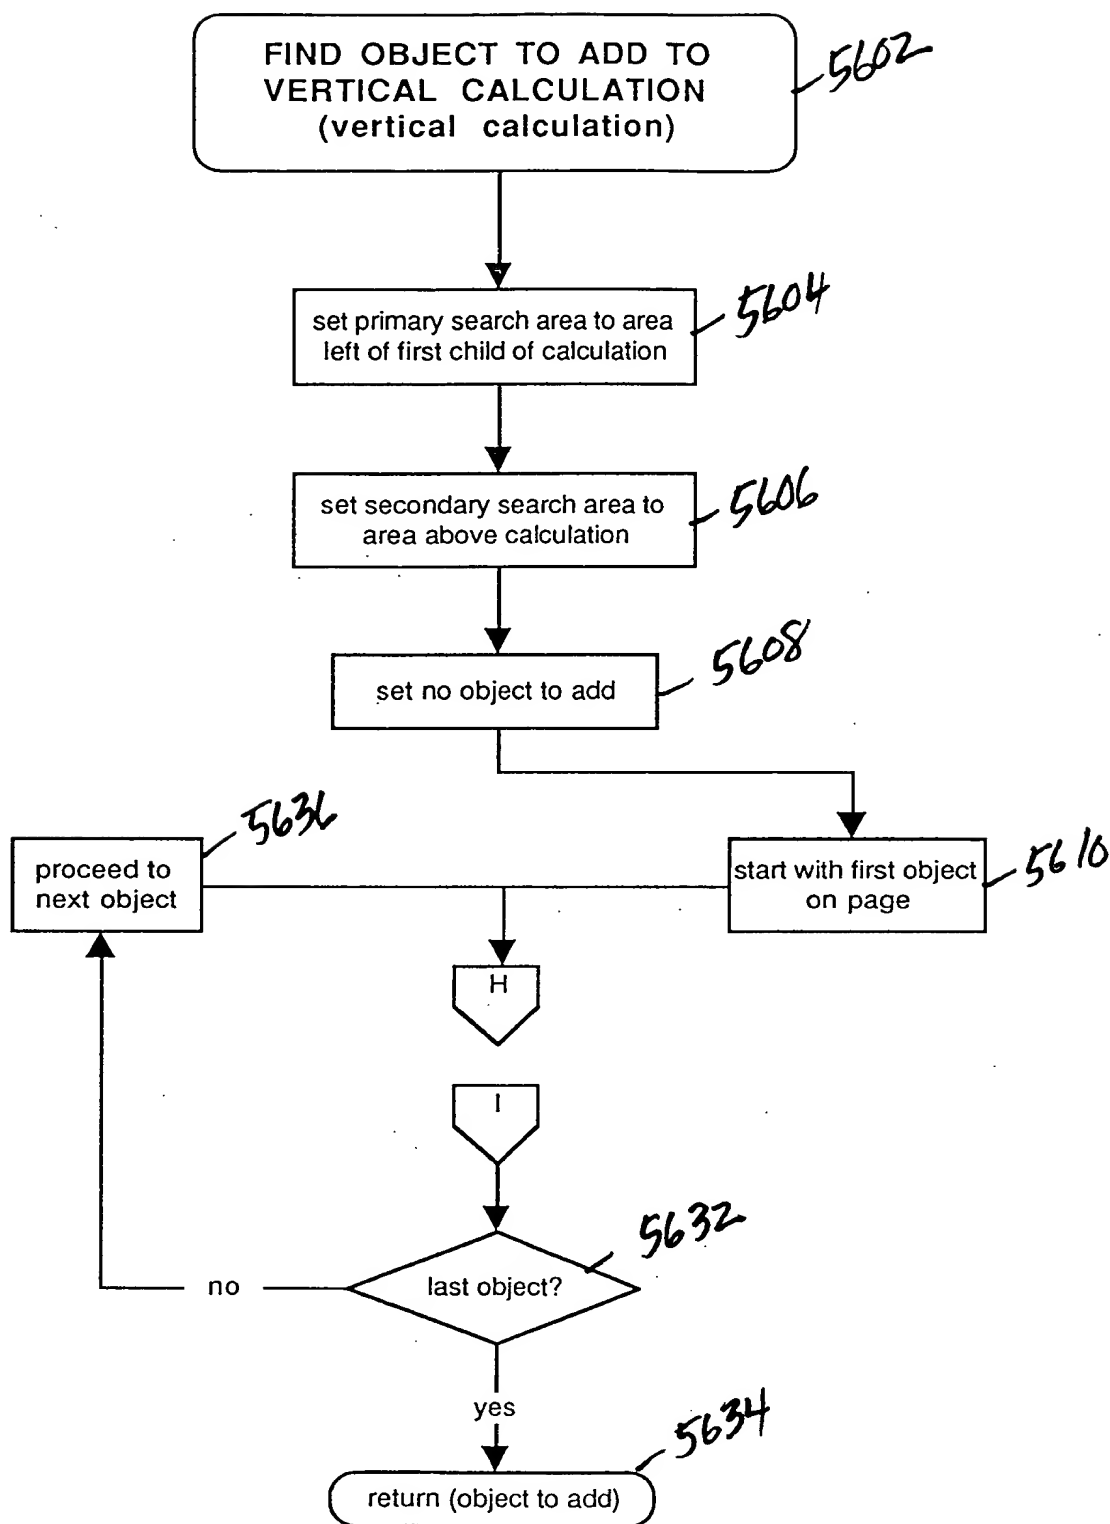 FIND OBJECT TO ADD TO
VERTICAL CALCULATION
(vertical calculation)
5602
set primary search area to area
left of first child of calculation
5604
set secondary search area to
area above calculation
5606
set no object to add
5608
proceed to
next object
5636
start with first object
on page
5610
H
I
last object?
5632
no
yes
return (object to add)
5634